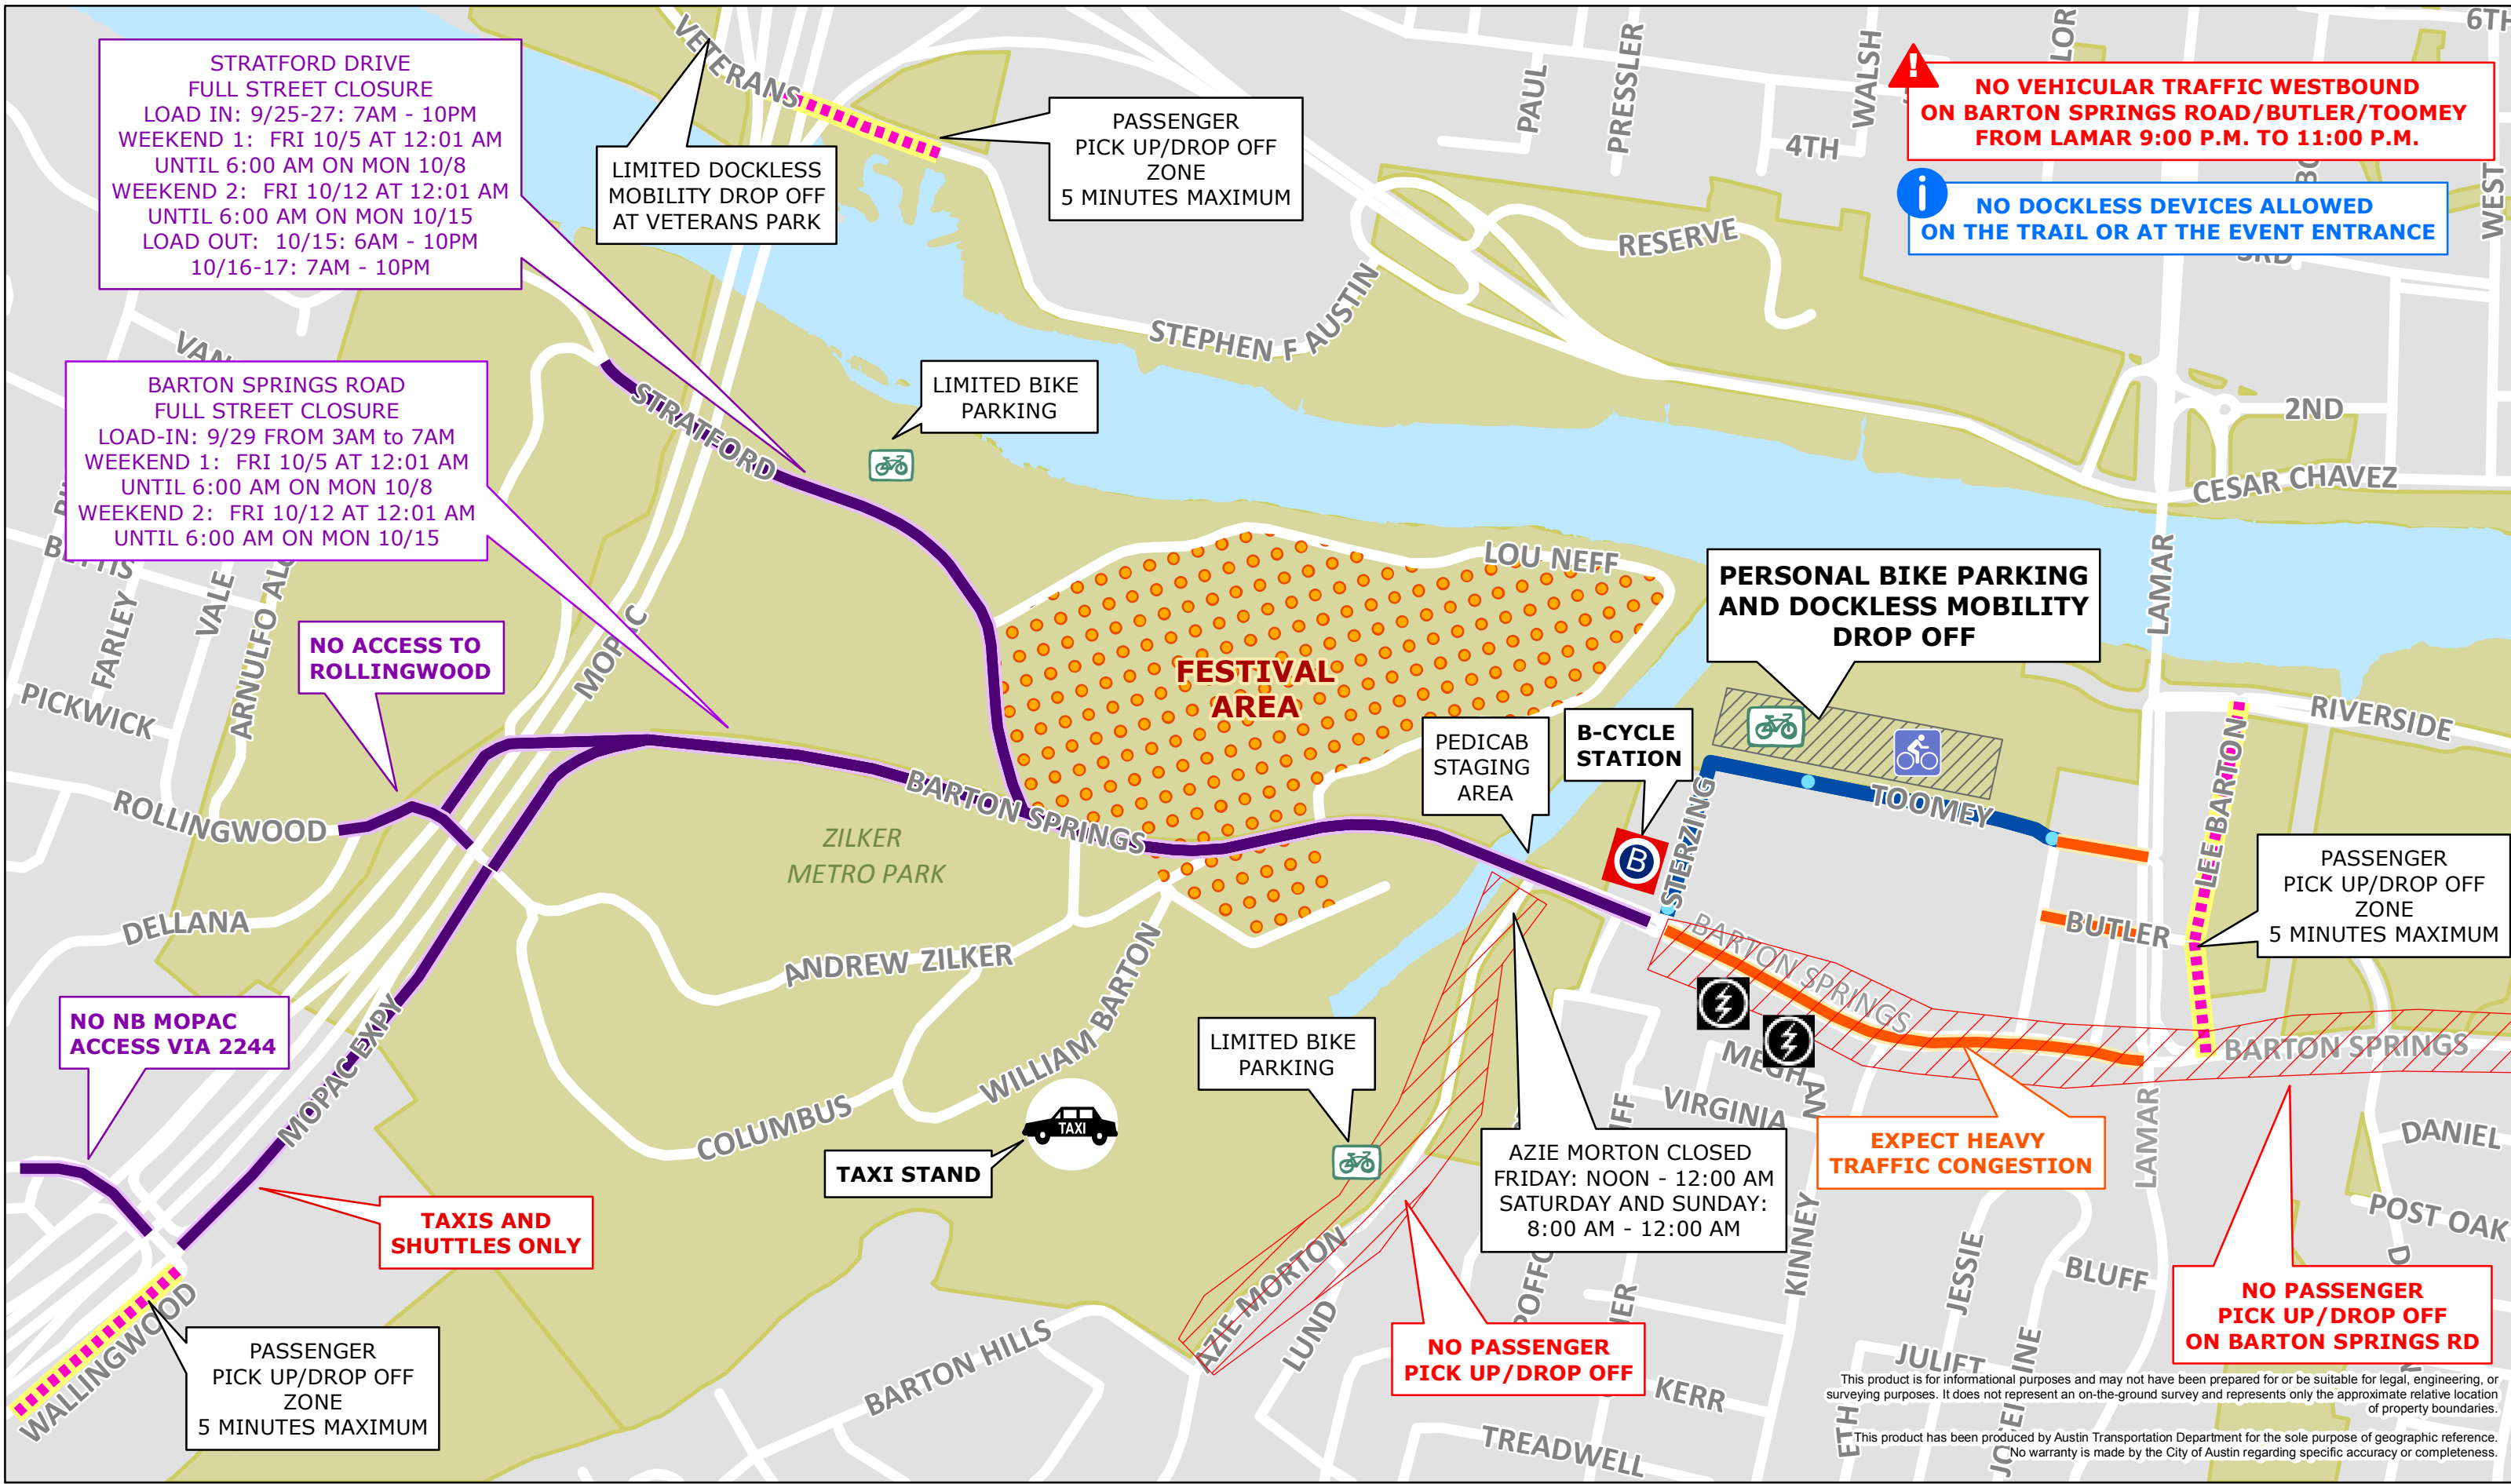 STRATFORD DRIVE
FULL STREET CLOSURE
LOAD IN: 9/25-27: 7AM - 10PM
WEEKEND 1: FRI 10/5 AT 12:01 AM
UNTIL 6:00 AM ON MON 10/8
WEEKEND 2: FRI 10/12 AT 12:01 AM
UNTIL 6:00 AM ON MON 10/15
LOAD OUT: 10/15: 6AM - 10PM
10/16-17: 7AM - 10PM
VETERANS
LIMITED DOCKLESS
MOBILITY DROP OFF
AT VETERANS PARK
PASSENGER
PICK UP/DROP OFF
ZONE
5 MINUTES MAXIMUM
PAUL
PRESSLER
WALSH
4TH
6TH
WEST
!
NO VEHICULAR TRAFFIC WESTBOUND
ON BARTON SPRINGS ROAD/BUTLER/TOOMEY
FROM LAMAR 9:00 P.M. TO 11:00 P.M.
i
NO DOCKLESS DEVICES ALLOWED
ON THE TRAIL OR AT THE EVENT ENTRANCE
3RD
RESERVE
STEPHEN F AUSTIN
2ND
CESAR CHAVEZ
BARTON SPRINGS ROAD
FULL STREET CLOSURE
LOAD-IN: 9/29 FROM 3AM to 7AM
WEEKEND 1: FRI 10/5 AT 12:01 AM
UNTIL 6:00 AM ON MON 10/8
WEEKEND 2: FRI 10/12 AT 12:01 AM
UNTIL 6:00 AM ON MON 10/15
STRATFORD
LIMITED BIKE
PARKING
LOU NEFF
FESTIVAL
AREA
PERSONAL BIKE PARKING
AND DOCKLESS MOBILITY
DROP OFF
LAMAR
VALE
FARLEY
PICKWICK
NO ACCESS TO
ROLLINGWOOD
MOPAC
PEDICAB
STAGING
AREA
B-CYCLE
STATION
B
STERZING
TOOMEY
LEE BARTON
RIVERSIDE
ROLLINGWOOD
BARTON SPRINGS
ZILKER
METRO PARK
PASSENGER
PICK UP/DROP OFF
ZONE
5 MINUTES MAXIMUM
BUTLER
DELLANA
ANDREW ZILKER
BARTON SPRINGS
WILLIAM BARTON
NO NB MOPAC
ACCESS VIA 2244
MOPAC EXPY
LIMITED BIKE
PARKING
BARTON SPRINGS
MEGHAN
VIRGINIA
COLUMBUS
TAXI
TAXI STAND
AZIE MORTON CLOSED
FRIDAY: NOON - 12:00 AM
SATURDAY AND SUNDAY:
8:00 AM - 12:00 AM
EXPECT HEAVY
TRAFFIC CONGESTION
LAMAR
DANIEL
TAXIS AND
SHUTTLES ONLY
POST OAK
KINNEY
JESSIE
BLUFF
NO PASSENGER
PICK UP/DROP OFF
ON BARTON SPRINGS RD
WALLINGWOOD
PASSENGER
PICK UP/DROP OFF
ZONE
5 MINUTES MAXIMUM
AZIE MORTON
LUND
NO PASSENGER
PICK UP/DROP OFF
BARTON HILLS
KERR
TREADWELL
This product is for informational purposes and may not have been prepared for or be suitable for legal, engineering, or
surveying purposes. It does not represent an on-the-ground survey and represents only the approximate relative location
of property boundaries.
This product has been produced by Austin Transportation Department for the sole purpose of geographic reference.
No warranty is made by the City of Austin regarding specific accuracy or completeness.